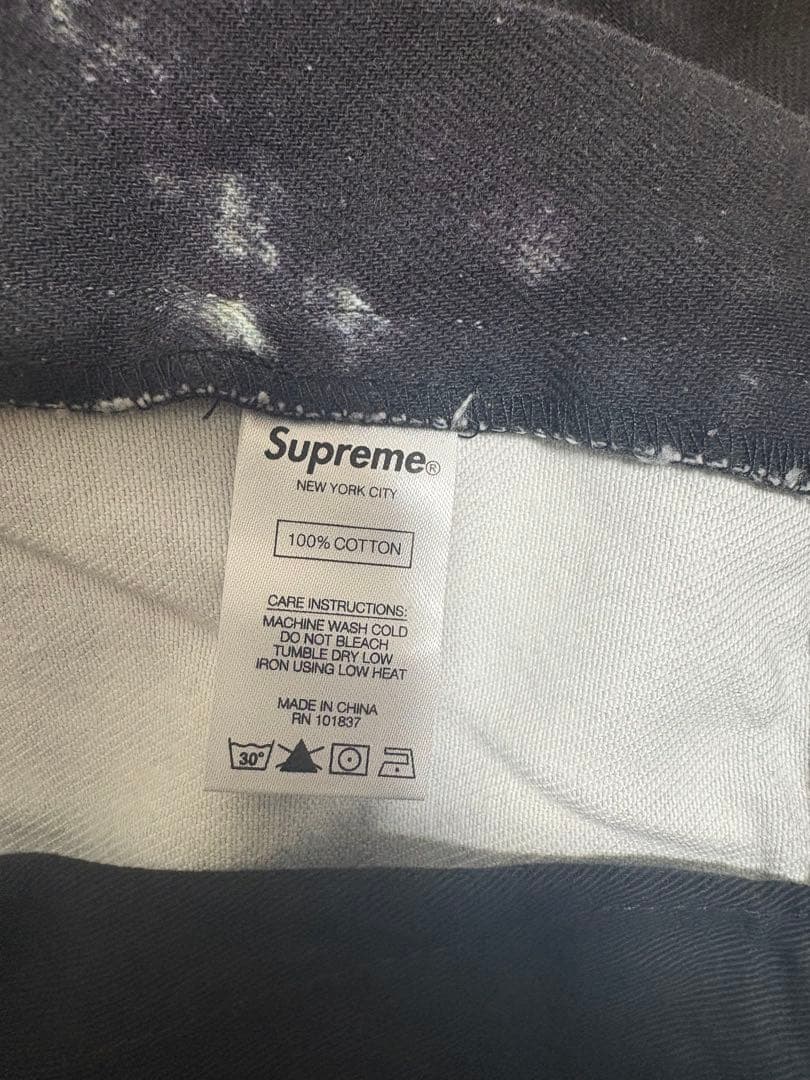 Supreme®
NEW YORK CITY
100% COTTON
CARE INSTRUCTIONS:
MACHINE WASH COLD
DO NOT BLEACH
TUMBLE DRY LOW
IRON USING LOW HEAT
MADE IN CHINA
RN 101837
30°